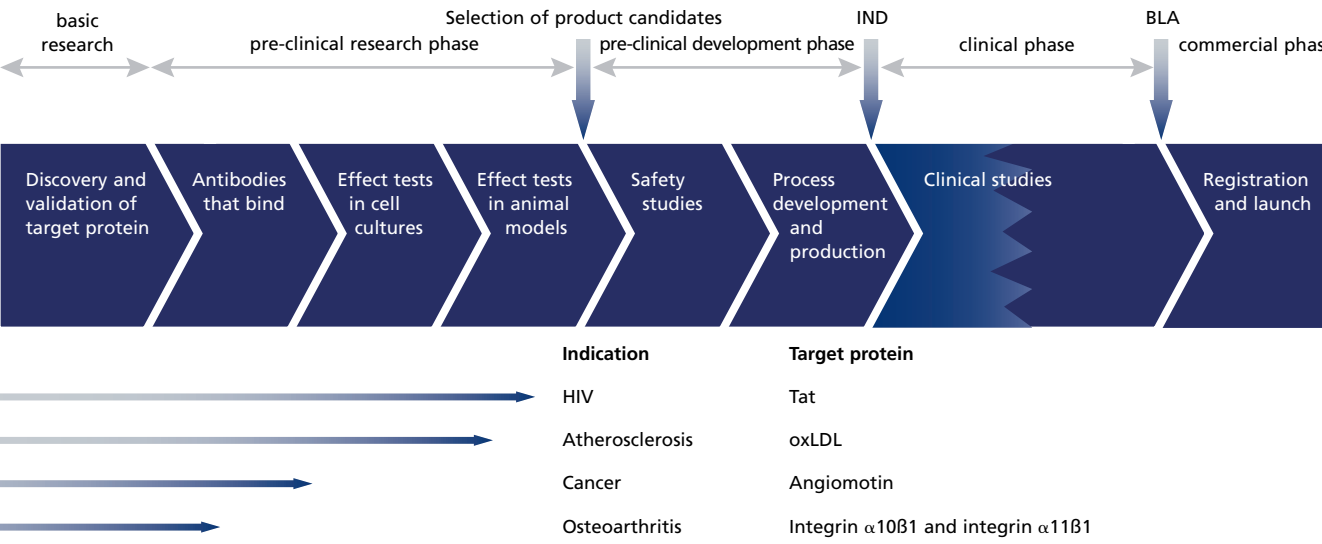 basic
research
pre-clinical research phase
Selection of product candidates
pre-clinical development phase
IND
clinical phase
BLA
commercial phas
Discovery and
validation of
target protein
Antibodies
that bind
Effect tests
in cell
cultures
Effect tests
in animal
models
Safety
studies
Process
development
and
production
Clinical studies
Registration
and launch
Indication Target protein
HIV Tat
Atherosclerosis oxLDL
Cancer Angiomotin
Osteoarthritis Integrin α10ß1 and integrin α11ß1